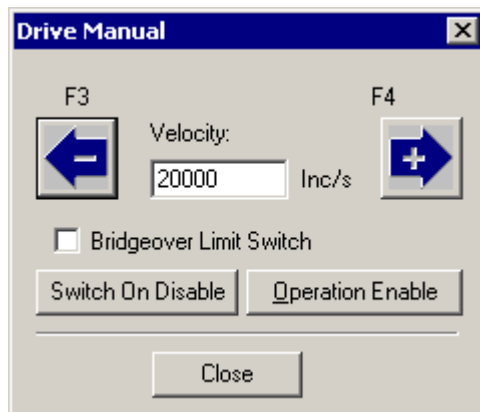 Drive Manual
F3 F4
Velocity:
20000 Inc/s
Bridgeover Limit Switch
Switch On Disable Operation Enable
Close